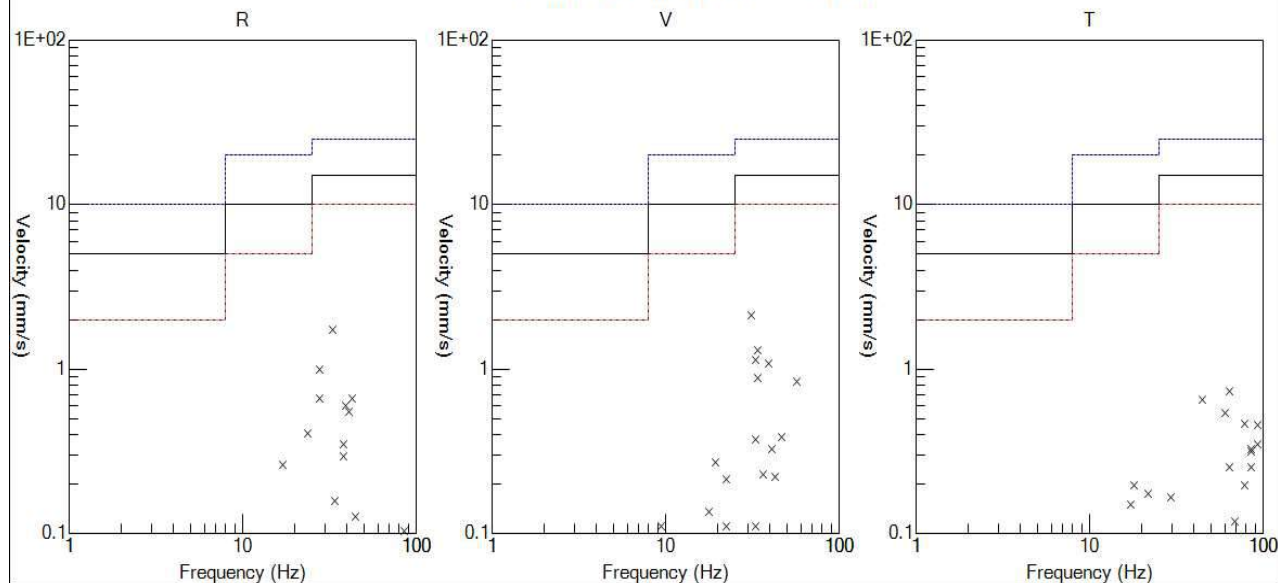 R V T
1E+02 1E+02 1E+02
10 10 10
1 1 1
0.1 0.1 0.1
Velocity (mm/s) Velocity (mm/s) Velocity (mm/s)
1 10 100 1 10 100 1 10 100
Frequency (Hz) Frequency (Hz) Frequency (Hz)